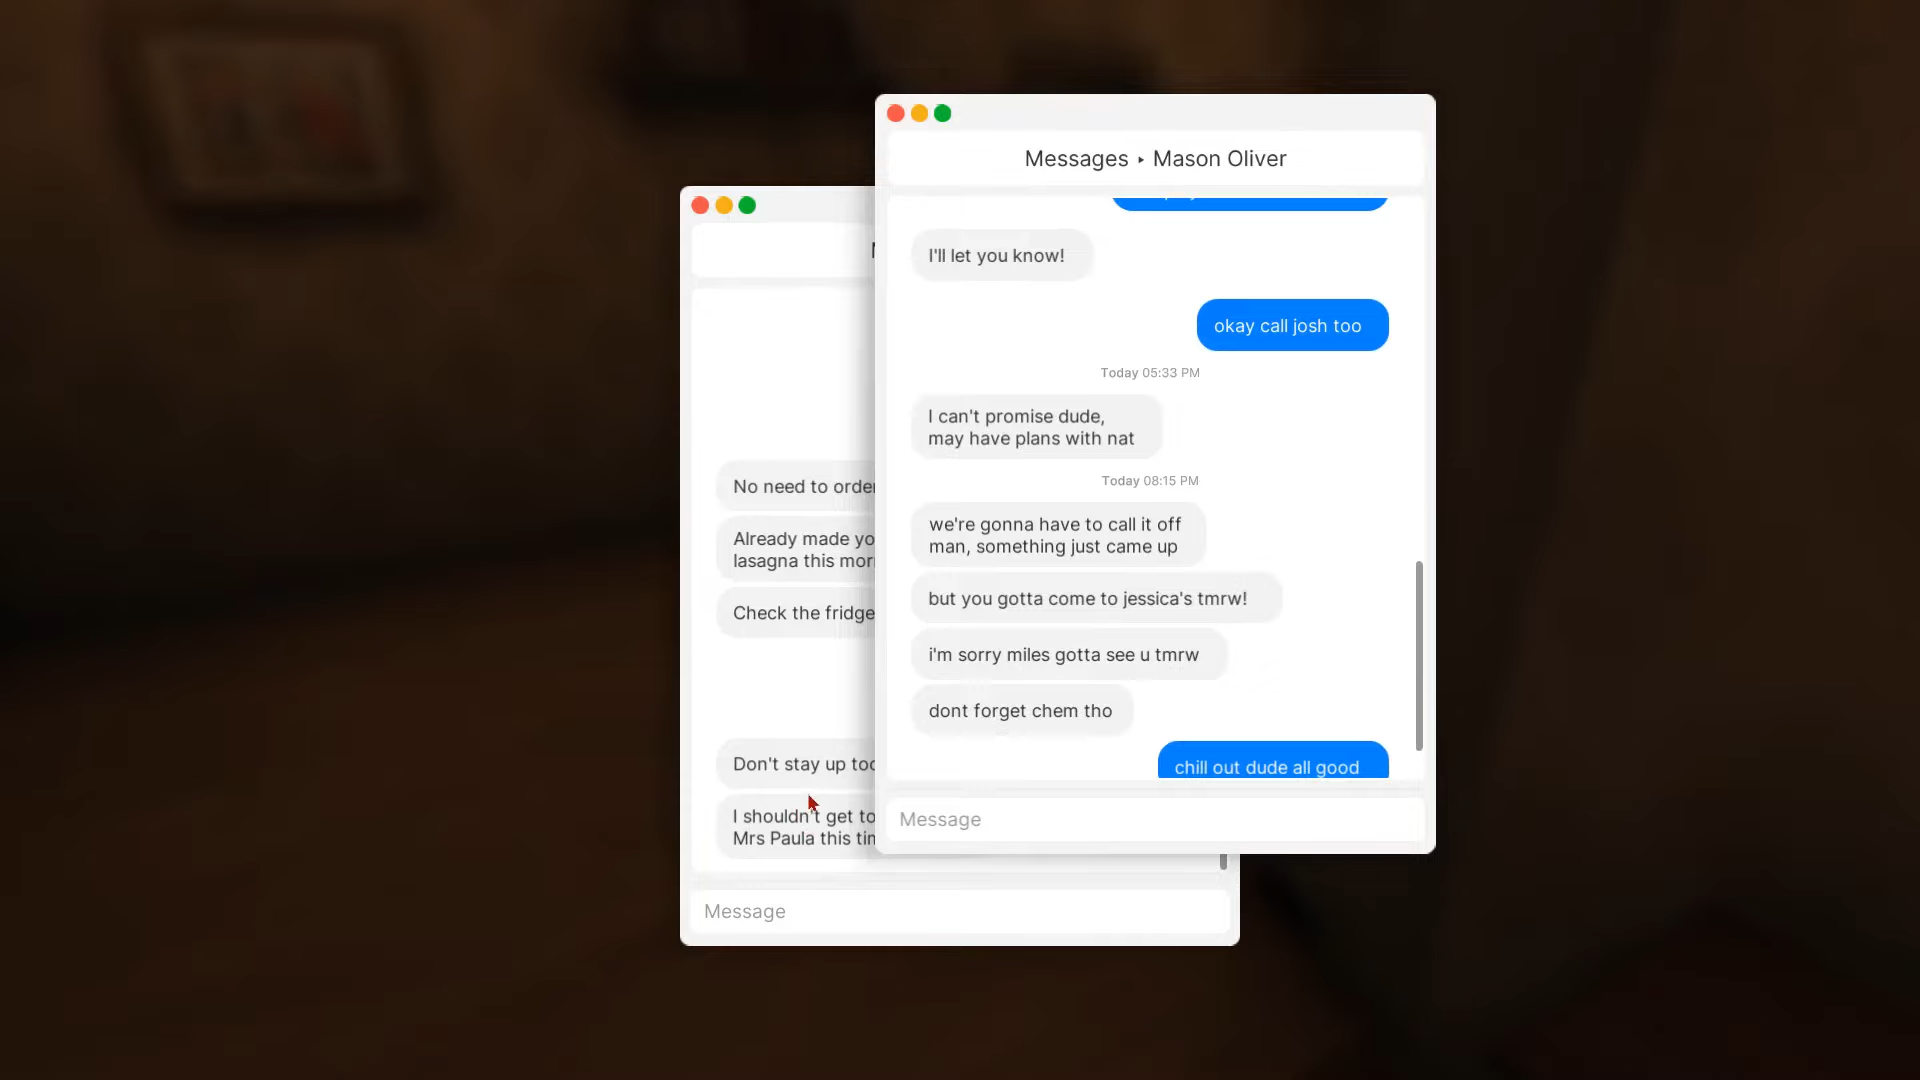 Messages ▸ Mason Oliver
I'll let you know!
okay call josh too
Today 05:33 PM
I can't promise dude,
may have plans with nat
Today 08:15 PM
we're gonna have to call it off
man, something just came up
but you gotta come to jessica's tmrw!
i'm sorry miles gotta see u tmrw
dont forget chem tho
chill out dude all good
Message
No need to order
Already made yo
lasagna this mor
Check the fridge
Don't stay up too
I shouldn't get to
Mrs Paula this tim
Message